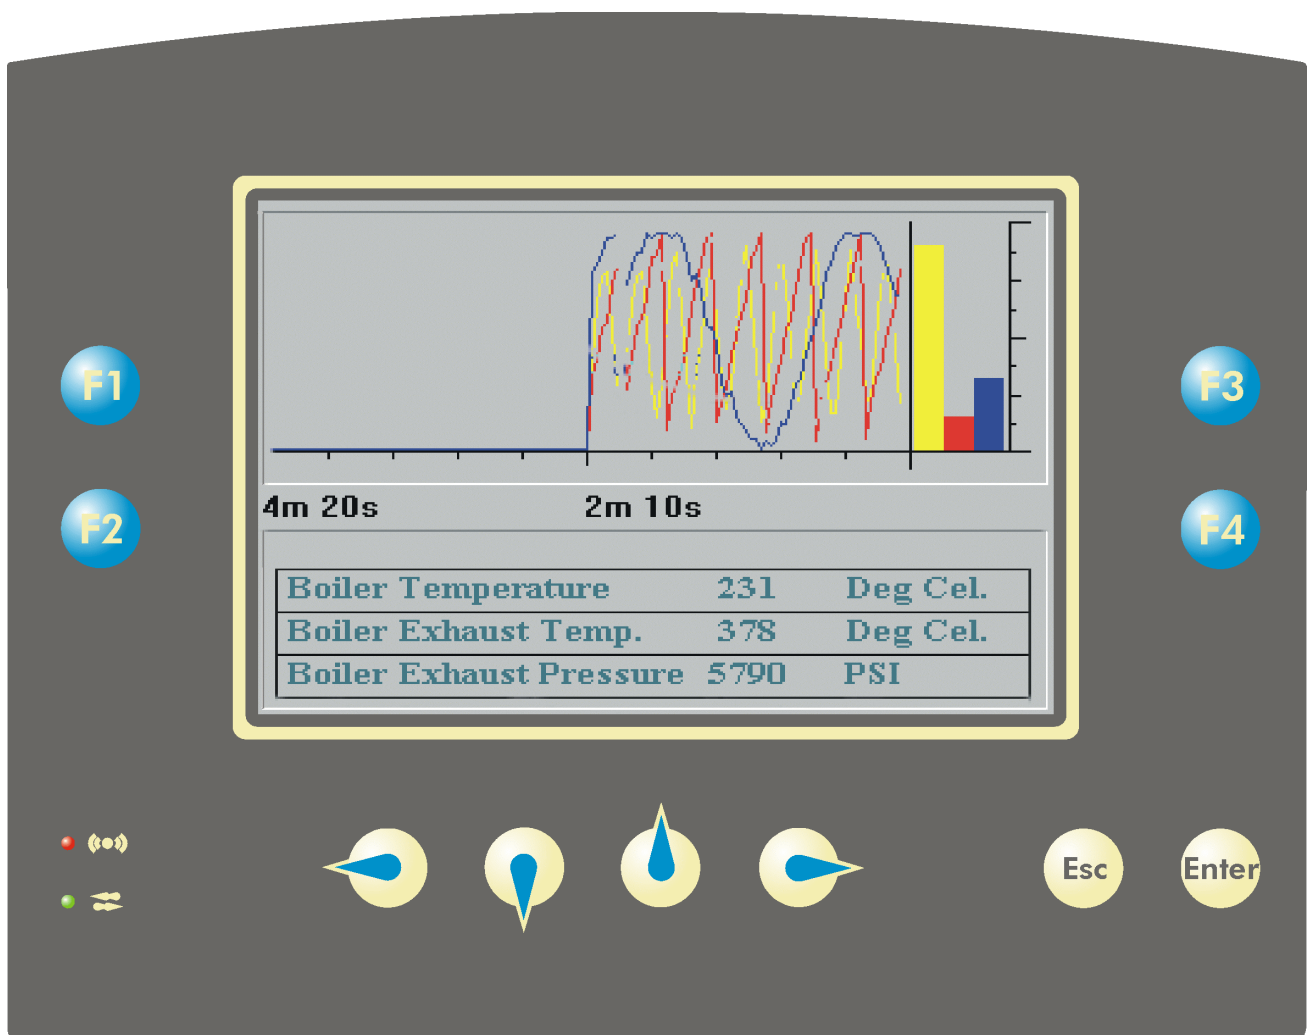 F1
F3
4m 20s 2m 10s
F2
F4
Boiler Temperature 231 Deg Cel.
Boiler Exhaust Temp. 378 Deg Cel.
Boiler Exhaust Pressure 5790 PSI
Esc
Enter